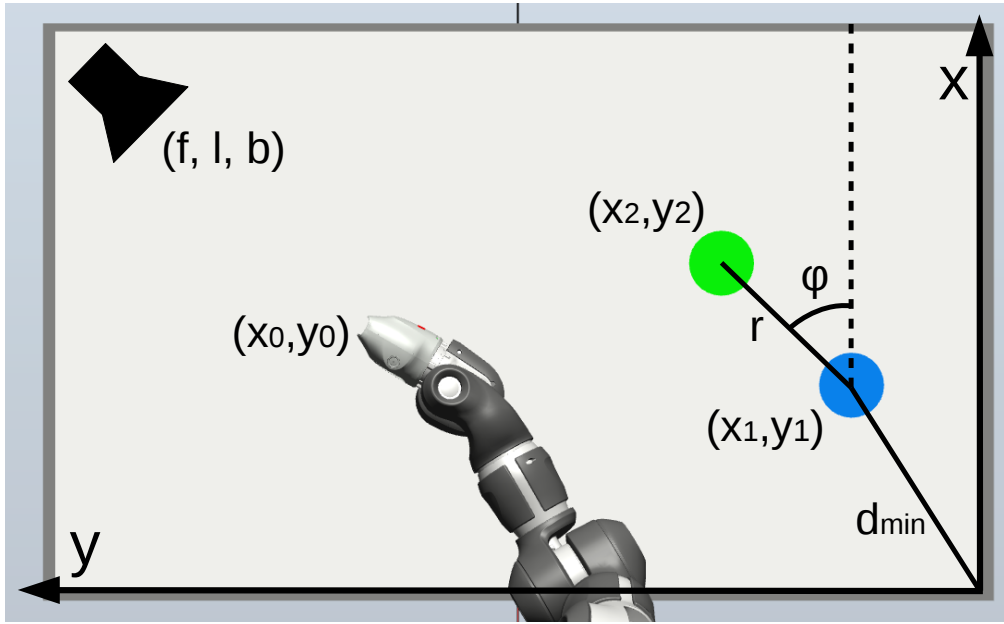 x
(f, l, b)
(x2,y2)
φ
(x0,y0)
r
(x1,y1)
dmin
y